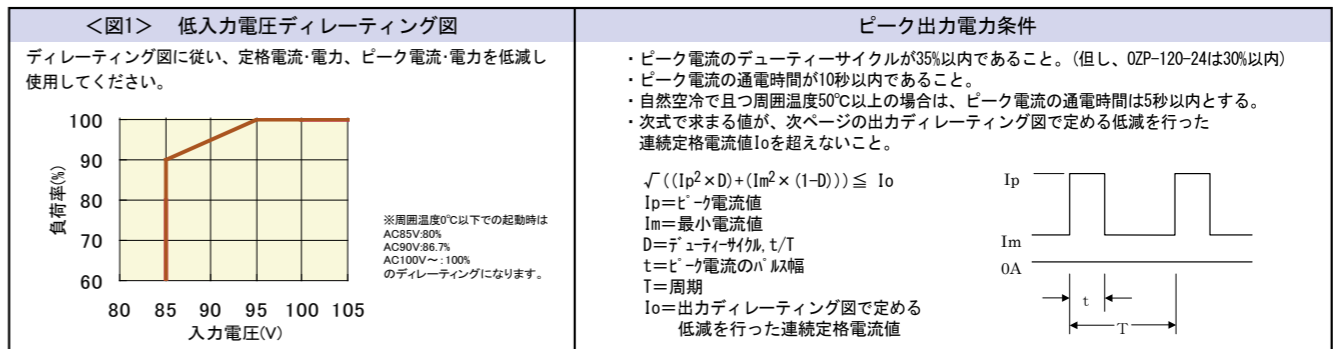 <図1> 低入力電圧ディレーティング図
ディレーティング図に従い、定格電流･電力、ピーク電流･電力を低減し
使用してください。
100
90
80
70
60
負荷率(%)
80 85 90 95 100 105
入力電圧(V)
※周囲温度0℃以下での起動時は
AC85V:80%
AC90V:86.7%
AC100V～:100%
のディレーティングになります。
ピーク出力電力条件
・ピーク電流のデューティーサイクルが35%以内であること。(但し、OZP-120-24は30%以内)
・ピーク電流の通電時間が10秒以内であること。
・自然空冷で且つ周囲温度50℃以上の場合は、ピーク電流の通電時間は5秒以内とする。
・次式で求まる値が、次ページの出力ディレーティング図で定める低減を行った
連続定格電流値Ioを超えないこと。
√((Ip²×D)+(Im²×(1-D)))≦ Io
Ip=ﾋﾟｰｸ電流値
Im=最小電流値
D=ﾃﾞｭｰﾃｨｰｻｲｸﾙ,t/T
t=ﾋﾟｰｸ電流のﾊﾟﾙｽ幅
T=周期
Io=出力ディレーティング図で定める
低減を行った連続定格電流値
Ip
Im
0A
t
T